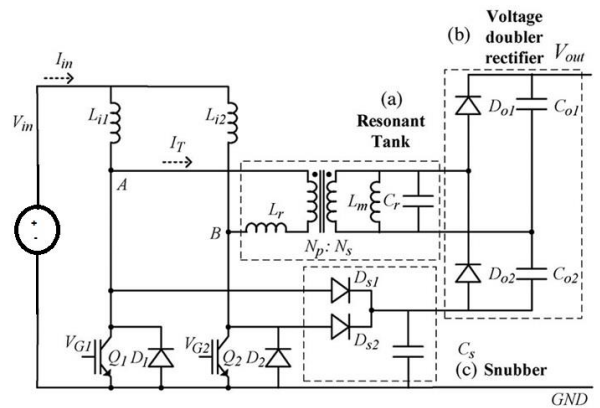 Voltage
doubler
rectifier
(b)
Vout
Iin
(a)
Resonant
Tank
Vin
Li1
Li2
Do1
Co1
IT
A
Lr
Lm
Cr
B
Np : Ns
Do2
Co2
Ds1
Ds2
VG1
Q1
D1
VG2
Q2
D2
Cs
(c) Snubber
GND
+
-